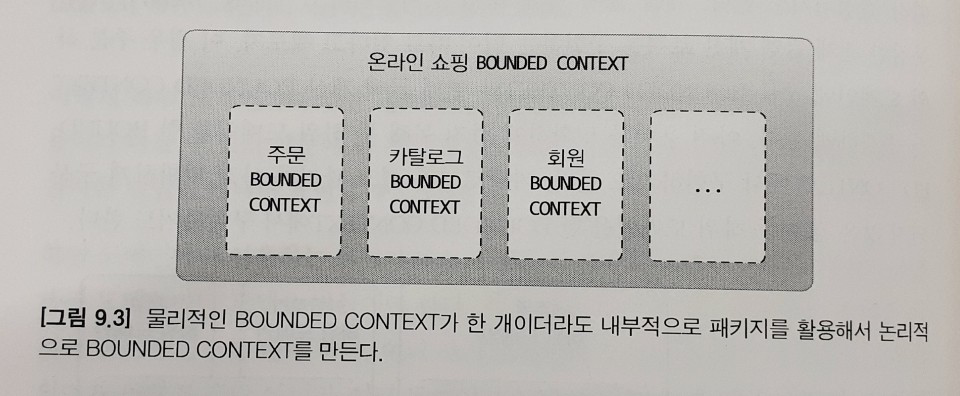 온라인 쇼핑 BOUNDED CONTEXT
주문
BOUNDED
CONTEXT
카탈로그
BOUNDED
CONTEXT
회원
BOUNDED
CONTEXT
...
[그림 9.3] 물리적인 BOUNDED CONTEXT가 한 개이더라도 내부적으로 패키지를 활용해서 논리적
으로 BOUNDED CONTEXT를 만든다.